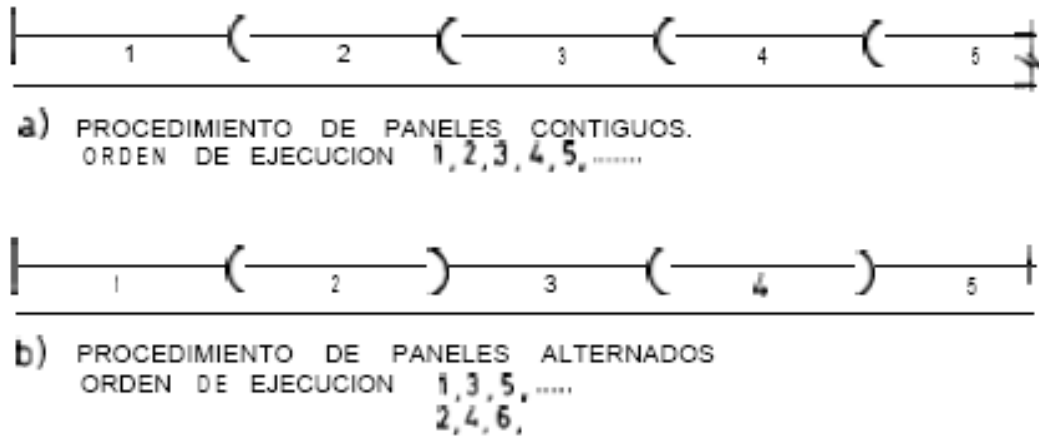 1 2 3 4 5
a) PROCEDIMIENTO DE PANELES CONTIGUOS.
ORDEN DE EJECUCION 1,2,3,4,5,.......
1 2 3 4 5
b) PROCEDIMIENTO DE PANELES ALTERNADOS
ORDEN DE EJECUCION 1,3,5,.....
2,4,6,